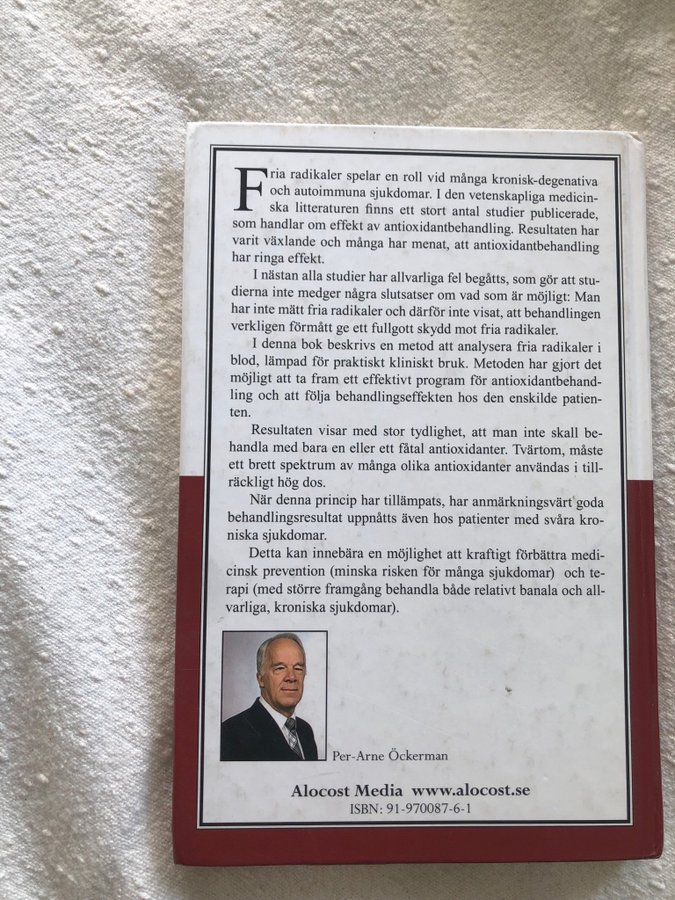 Fria radikaler spelar en roll vid många kronisk-degenativa
och autoimmuna sjukdomar. I den vetenskapliga medicin-
ska litteraturen finns ett stort antal studier publicerade,
som handlar om effekt av antioxidantbehandling. Resultaten har
varit växlande och många har menat, att antioxidantbehandling
har ringa effekt.
I nästan alla studier har allvarliga fel begåtts, som gör att stu-
dierna inte medger några slutsatser om vad som är möjligt: Man
har inte mätt fria radikaler och därför inte visat, att behandlingen
verkligen förmått ge ett fullgott skydd mot fria radikaler.
I denna bok beskrivs en metod att analysera fria radikaler i
blod, lämpad för praktiskt kliniskt bruk. Metoden har gjort det
möjligt att ta fram ett effektivt program för antioxidantbehand-
ling och att följa behandlingseffekten hos den enskilde patien-
ten.
Resultaten visar med stor tydlighet, att man inte skall be-
handla med bara en eller ett fåtal antioxidanter. Tvärtom, måste
ett brett spektrum av många olika antioxidanter användas i till-
räckligt hög dos.
När denna princip har tillämpats, har anmärkningsvärt goda
behandlingsresultat uppnåtts även hos patienter med svåra kro-
niska sjukdomar.
Detta kan innebära en möjlighet att kraftigt förbättra medi-
cinsk prevention (minska risken för många sjukdomar) och te-
rapi (med större framgång behandla både relativt banala och all-
varliga, kroniska sjukdomar).
Per-Arne Öckerman
Alocost Media www.alocost.se
ISBN: 91-970087-6-1